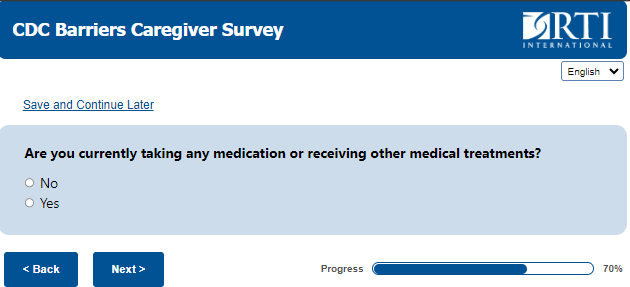 CDC Barriers Caregiver Survey
RTI
INTERNATIONAL
English
Save and Continue Later
Are you currently taking any medication or receiving other medical treatments?
No
Yes
< Back
Next >
Progress
70%